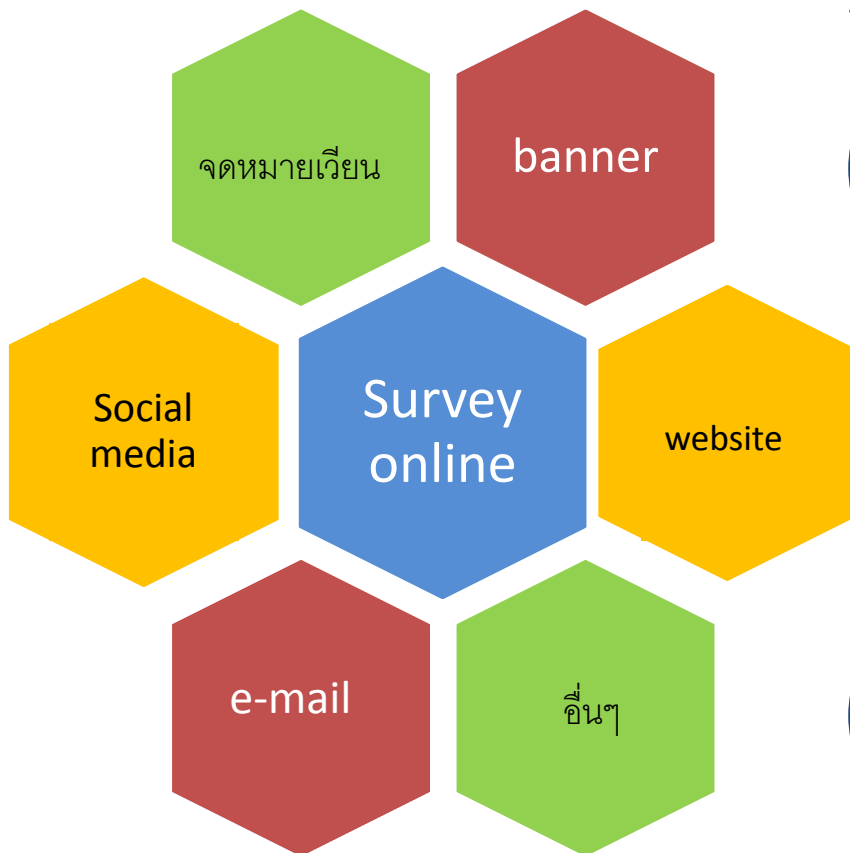 จดหมายเวียน
banner
Social
media
Survey
online
website
e-mail
อื่นๆ